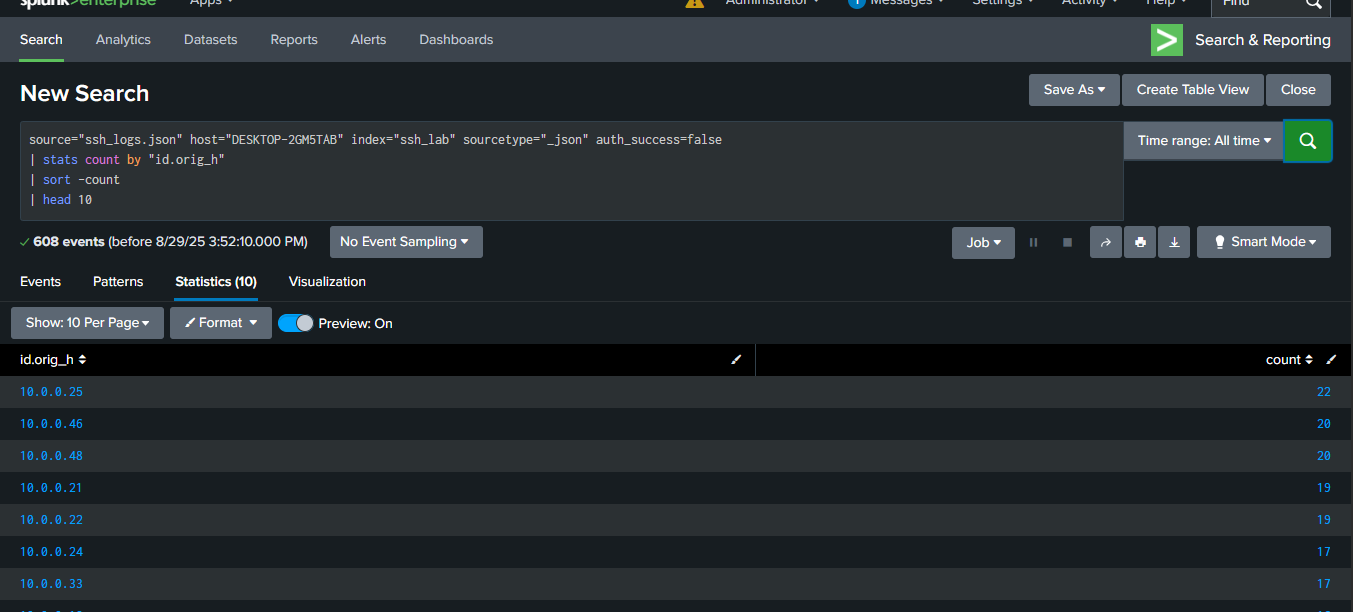 splunk>enterprise Apps Administrator 1 Messages Settings Activity Help Find
Search Analytics Datasets Reports Alerts Dashboards Search & Reporting
New Search Save As Create Table View Close
source="ssh_logs.json" host="DESKTOP-2GM5TAB" index="ssh_lab" sourcetype="_json" auth_success=false
| stats count by "id.orig_h"
| sort -count
| head 10
Time range: All time
608 events (before 8/29/25 3:52:10.000 PM) No Event Sampling Job Smart Mode
Events Patterns Statistics (10) Visualization
Show: 10 Per Page Format Preview: On
id.orig_h count
10.0.0.25 22
10.0.0.46 20
10.0.0.48 20
10.0.0.21 19
10.0.0.22 19
10.0.0.24 17
10.0.0.33 17